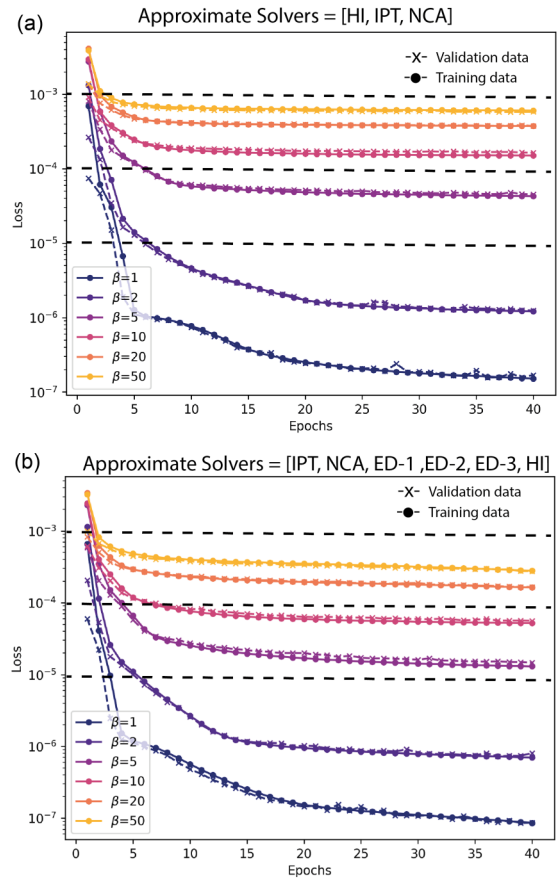 (a)
Approximate Solvers = [HI, IPT, NCA]
-X- Validation data
-●- Training data
10⁻³
10⁻⁴
10⁻⁵
10⁻⁶
10⁻⁷
Loss
β=1
β=2
β=5
β=10
β=20
β=50
0 5 10 15 20 25 30 35 40
Epochs
(b)
Approximate Solvers = [IPT, NCA, ED-1 ,ED-2, ED-3, HI]
-X- Validation data
-●- Training data
10⁻³
10⁻⁴
10⁻⁵
10⁻⁶
10⁻⁷
Loss
β=1
β=2
β=5
β=10
β=20
β=50
0 5 10 15 20 25 30 35 40
Epochs